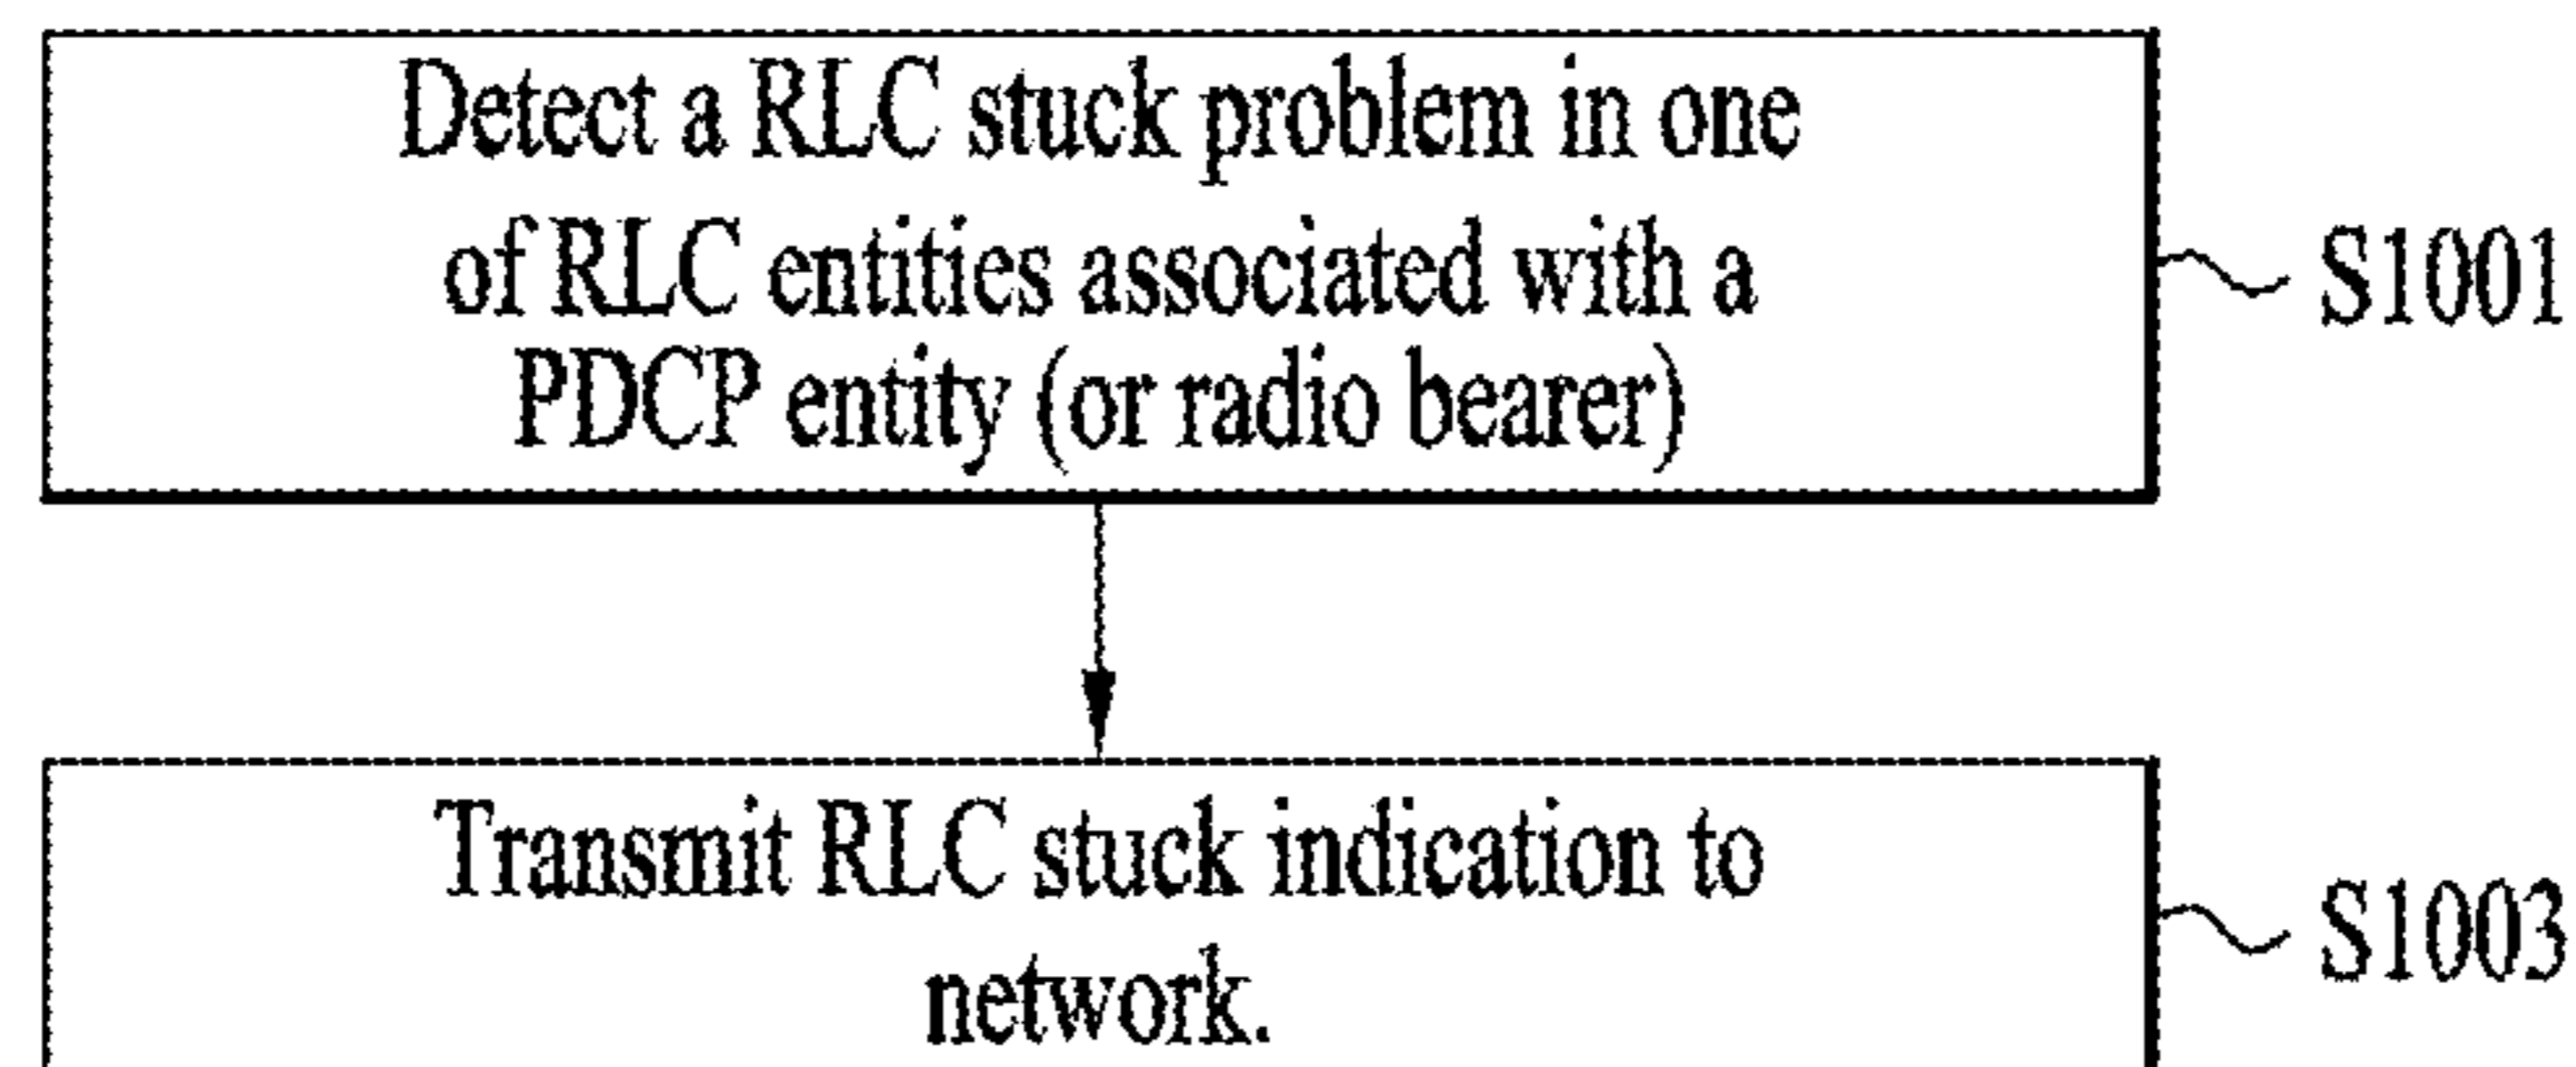 Detect a RLC stuck problem in one
of RLC entities associated with a
PDCP entity (or radio bearer)
S1001
Transmit RLC stuck indication to
network.
S1003